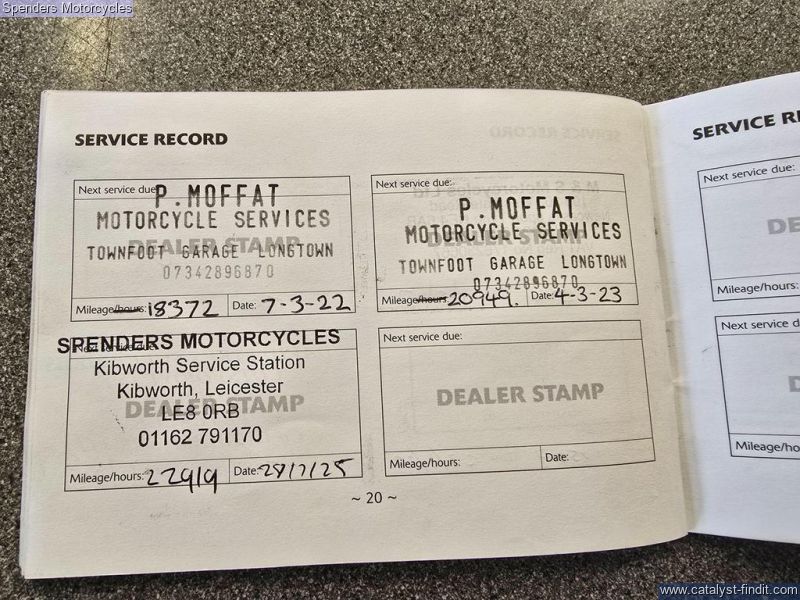 Spenders Motorcycles
SERVICE RECORD
Next service due:
P.MOFFAT
MOTORCYCLE SERVICES
DEALER STAMP
TOWNFOOT GARAGE LONGTOWN
07342896870
Mileage/hours: 18372 Date: 7-3-22
Next service due:
P.MOFFAT
MOTORCYCLE SERVICES
DEALER STAMP
TOWNFOOT GARAGE LONGTOWN
07342896870
Mileage/hours: 20949. Date: 4-3-23
SPENDERS MOTORCYCLES
Next service due:
Kibworth Service Station
Kibworth, Leicester
DEALER STAMP
LE8 0RB
01162 791170
Mileage/hours: 22919 Date: 28/7/25
Next service due:
DEALER STAMP
Mileage/hours: Date:
~ 20 ~
SERVICE R
Next service due:
DE
Mileage/hours:
Next service d
Mileage/hours
www.catalyst-findit.com